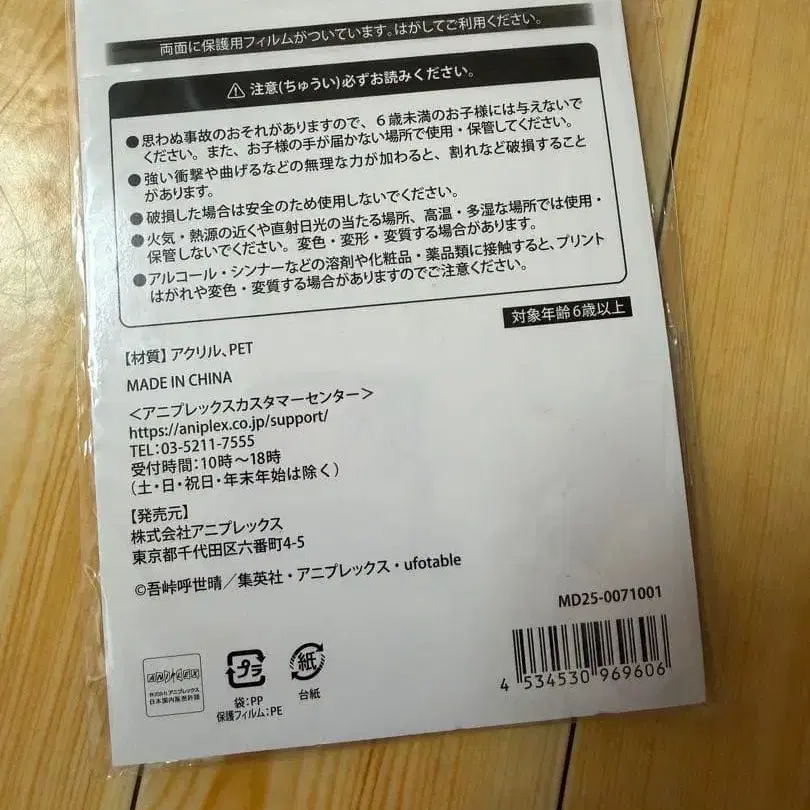 両面に保護用フィルムがついています。はがしてご利用ください。
注意(ちゅうい)必ずお読みください。
●思わぬ事故のおそれがありますので、6歳未満のお子様には与えないで
ください。また、お子様の手が届かない場所で使用・保管してください。
●強い衝撃や曲げるなどの無理な力が加わると、割れなど破損すること
があります。
●破損した場合は安全のため使用しないでください。
●火気・熱源の近くや直射日光の当たる場所、高温・多湿な場所では使用・
保管しないでください。変色・変形・変質する場合があります。
●アルコール・シンナーなどの溶剤や化粧品・薬品類に接触すると、プリント
はがれや変色・変質する場合がありますのでご注意ください。
対象年齢6歳以上
【材質】アクリル、PET
MADE IN CHINA
＜アニプレックスカスタマーセンター＞
https://aniplex.co.jp/support/
TEL:03-5211-7555
受付時間:10時～18時
(土・日・祝日・年末年始は除く)
【発売元】
株式会社アニプレックス
東京都千代田区六番町4-5
©吾峠呼世晴／集英社・アニプレックス・ufotable
MD25-0071001
4 534530 969606
ANIPLEX
株式会社アニプレックス
日本国内販売許諾
プラ
袋:PP
保護フィルム:PE
紙
台紙